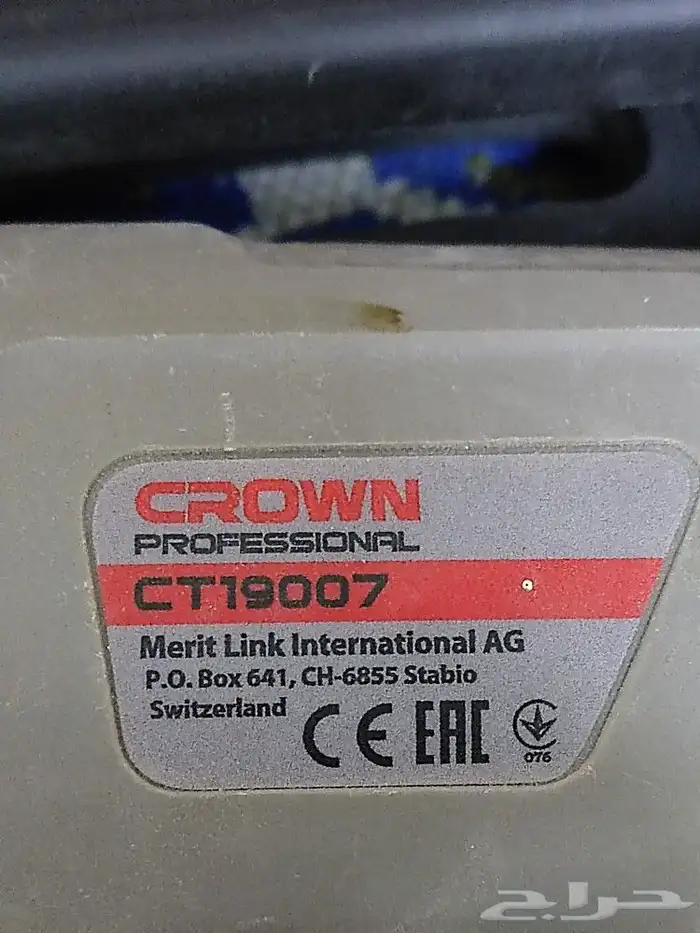 CROWN
PROFESSIONAL
CT19007
Merit Link International AG
P.O. Box 641, CH-6855 Stabio
Switzerland
CE EAC
076
حراج